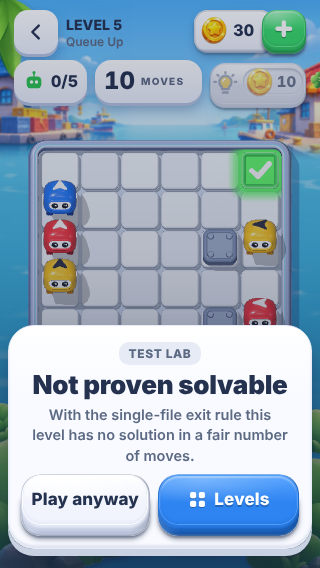 LEVEL 5
Queue Up
30
0/5
10 MOVES
10
TEST LAB
Not proven solvable
With the single-file exit rule this
level has no solution in a fair number
of moves.
Play anyway
Levels